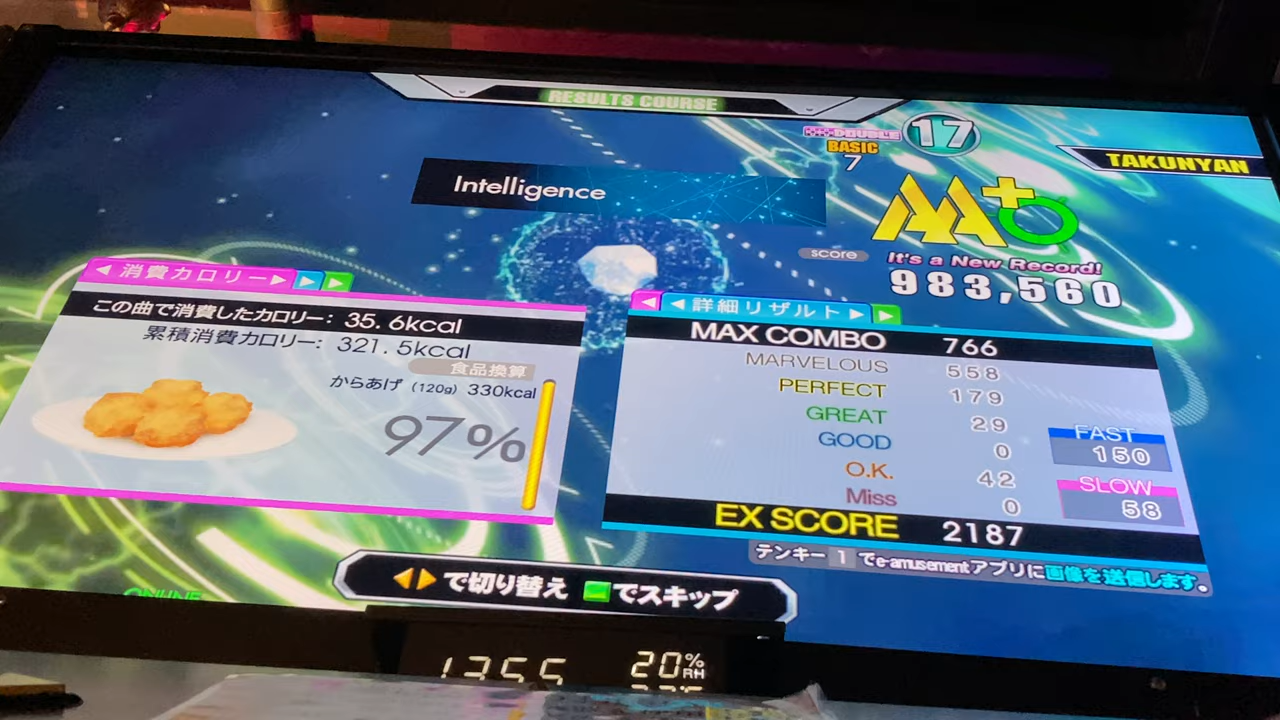 RESULTS COURSE
DOUBLE
BASIC
7
17
TAKUNYAN
Intelligence
AA+
score
It's a New Record!
983,560
消費カロリー
この曲で消費したカロリー: 35.6kcal
累積消費カロリー: 321.5kcal
食品換算
からあげ (120g) 330kcal
97%
詳細リザルト
MAX COMBO 766
MARVELOUS 558
PERFECT 179
GREAT 29
GOOD 0
O.K. 42
Miss 0
FAST
150
SLOW
58
EX SCORE 2187
テンキー 1 でe-amusementアプリに画像を送信します。
で切り替え でスキップ
ONLINE
1355
20%RH